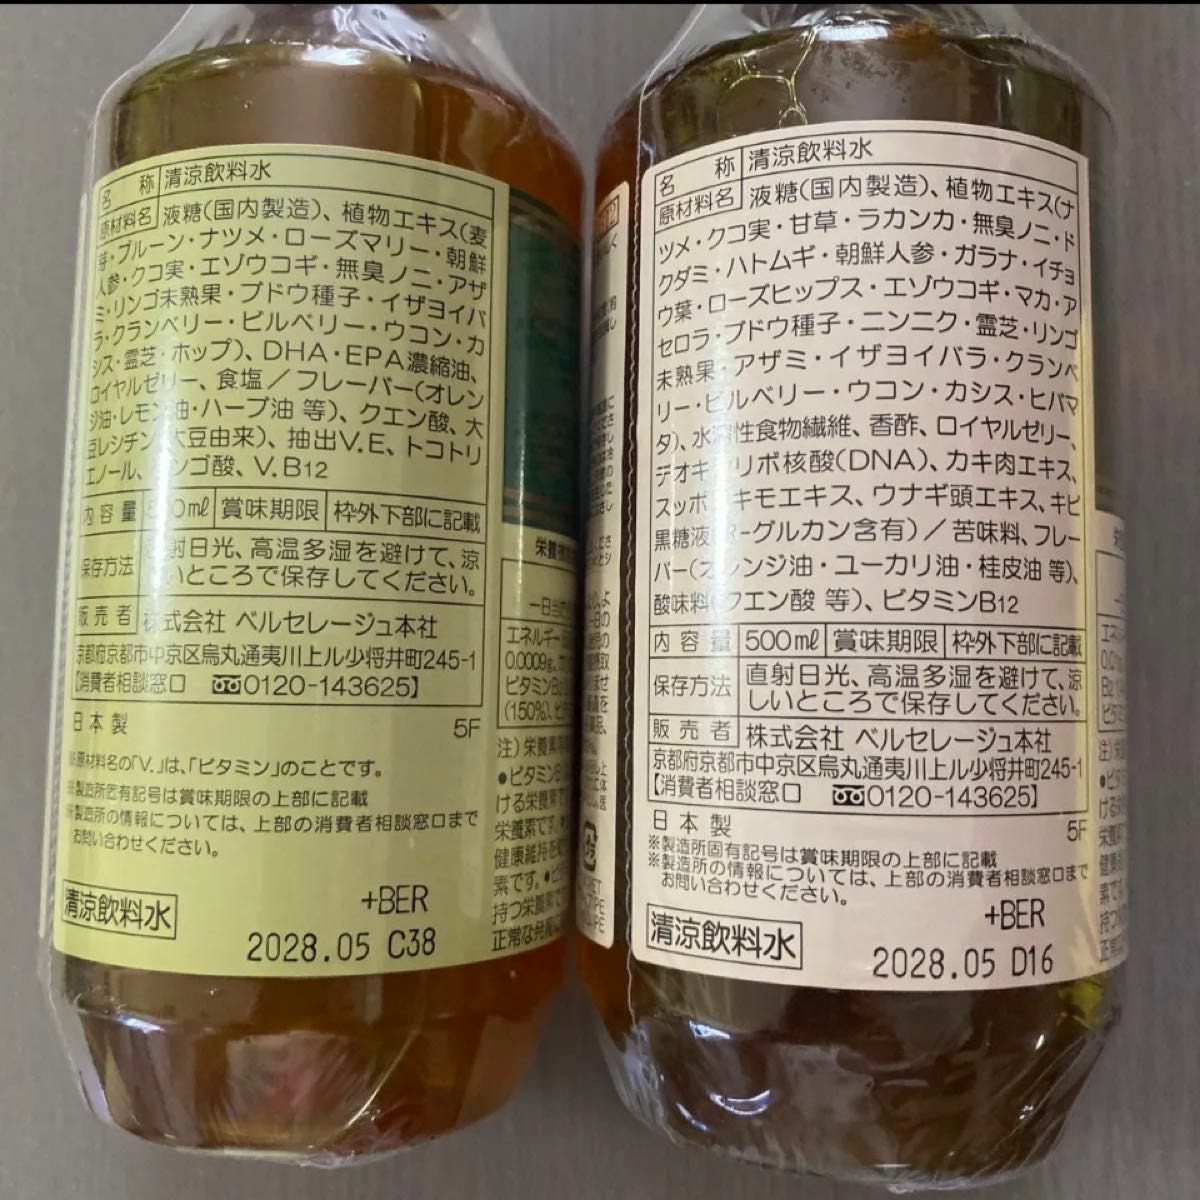 名 称 清涼飲料水
原材料名 液糖(国内製造)、植物エキス(麦
芽・プルーン・ナツメ・ローズマリー・朝鮮
人参・クコ実・エゾウコギ・無臭ノニ・アザ
ミ・リンゴ未熟果・ブドウ種子・イザヨイバ
ラ・クランベリー・ビルベリー・ウコン・カ
シス・霊芝・ホップ)、DHA・EPA濃縮油、
ロイヤルゼリー、食塩/フレーバー(オレン
ジ油・レモン油・ハーブ油 等)、クエン酸、大
豆レシチン(大豆由来)、抽出V.E、トコトリ
エノール、リンゴ酸、V.B12
内容量 500ml 賞味期限 枠外下部に記載
保存方法 直射日光、高温多湿を避けて、涼
しいところで保存してください。
販売者 株式会社 ベルセレージュ本社
京都府京都市中京区烏丸通夷川上ル少将井町245-1
【消費者相談窓口 0120-143625】
日本製 5F
※原材料名の「V.」は、「ビタミン」のことです。
※製造所固有記号は賞味期限の上部に記載
※製造所の情報については、上部の消費者相談窓口まで
お問い合わせください。
清涼飲料水
+BER
2028.05 C38
名 称 清涼飲料水
原材料名 液糖(国内製造)、植物エキス(ナ
ツメ・クコ実・甘草・ラカンカ・無臭ノニ・ド
クダミ・ハトムギ・朝鮮人参・ガラナ・イチョ
ウ葉・ローズヒップス・エゾウコギ・マカ・ア
セロラ・ブドウ種子・ニンニク・霊芝・リンゴ
未熟果・アザミ・イザヨイバラ・クランベ
リー・ビルベリー・ウコン・カシス・ヒバマ
タ)、水溶性食物繊維、香酢、ロイヤルゼリー、
デオキシリボ核酸(DNA)、カキ肉エキス、
スッポンキモエキス、ウナギ頭エキス、キビ
黒糖液(β-グルカン含有)/苦味料、フレー
バー(オレンジ油・ユーカリ油・桂皮油 等)、
酸味料(クエン酸 等)、ビタミンB12
内容量 500ml 賞味期限 枠外下部に記載
保存方法 直射日光、高温多湿を避けて、涼
しいところで保存してください。
販売者 株式会社 ベルセレージュ本社
京都府京都市中京区烏丸通夷川上ル少将井町245-1
【消費者相談窓口 0120-143625】
日本製 5F
※製造所固有記号は賞味期限の上部に記載
※製造所の情報については、上部の消費者相談窓口まで
お問い合わせください。
清涼飲料水
+BER
2028.05 D16